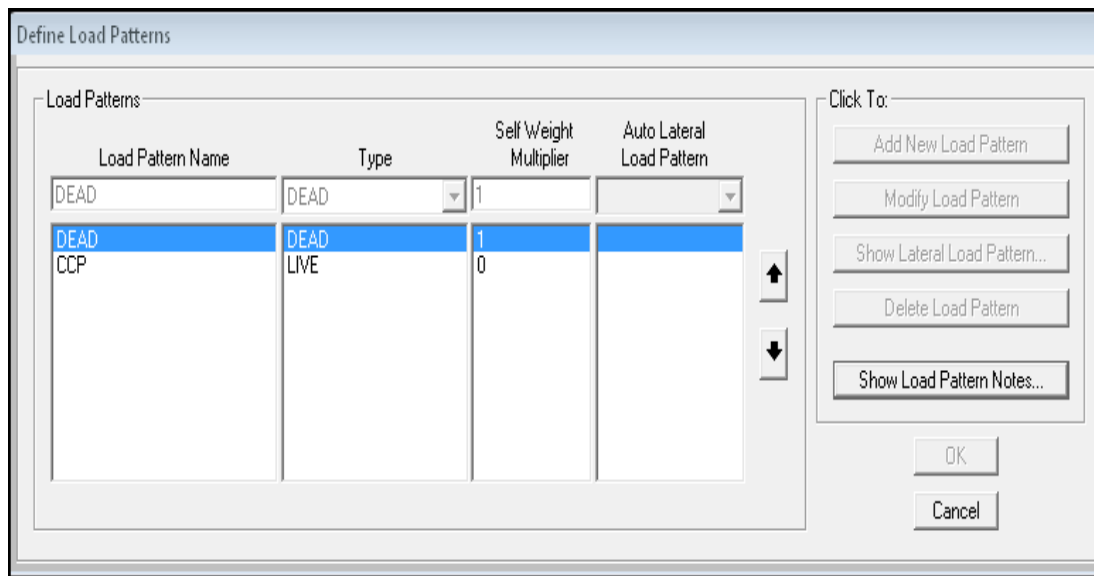 Define Load Patterns
Load Patterns
Click To:
Load Pattern Name Type Self Weight Multiplier Auto Lateral Load Pattern
DEAD DEAD 1
DEAD DEAD 1
CCP LIVE 0
Add New Load Pattern
Modify Load Pattern
Show Lateral Load Pattern...
Delete Load Pattern
Show Load Pattern Notes...
OK
Cancel